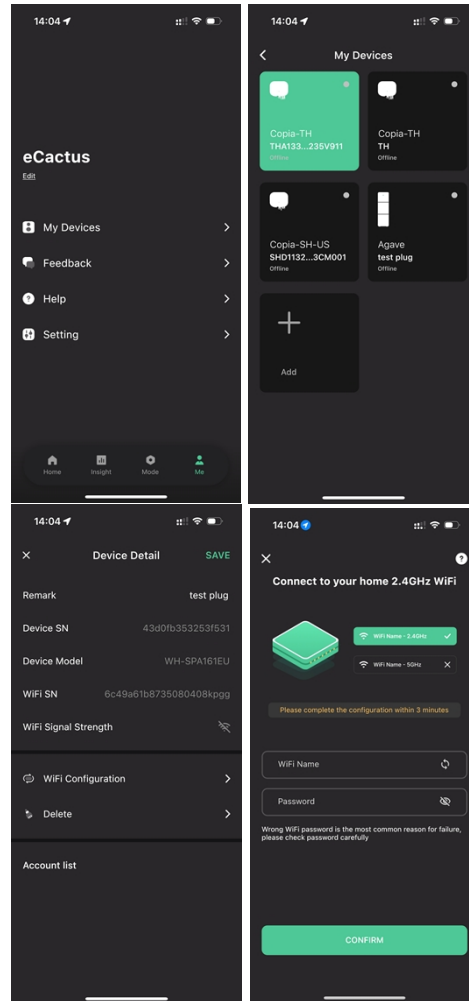 14:04
eCactus
Edit
My Devices
Feedback
Help
Setting
Home
Insight
Mode
Me
14:04
My Devices
Copia-TH
THA133...235V911
Offline
Copia-TH
TH
Offline
Copia-SH-US
SHD1132...3CM001
Offline
Agave
test plug
Offline
Add
14:04
Device Detail
SAVE
Remark
test plug
Device SN
43d0fb353253f531
Device Model
WH-SPA161EU
WiFi SN
6c49a61b8735080408kpgg
WiFi Signal Strength
WiFi Configuration
Delete
Account list
14:04
Connect to your home 2.4GHz WiFi
WiFi Name - 2.4GHz
WiFi Name - 5GHz
Please complete the configuration within 3 minutes
WiFi Name
Password
Wrong WiFi password is the most common reason for failure,
please check password carefully
CONFIRM